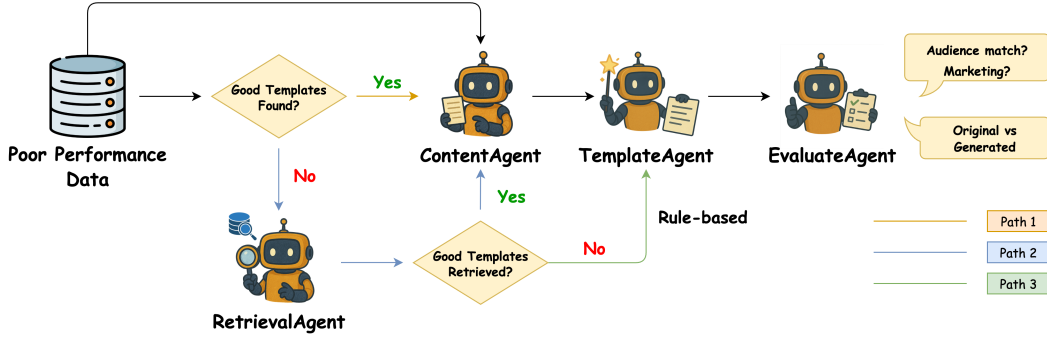 Good Templates
Found?
Yes
Audience match?
Marketing?
Original vs
Generated
Poor Performance
Data
ContentAgent
TemplateAgent
EvaluateAgent
No
Yes
Rule-based
Good Templates
Retrieved?
No
RetrievalAgent
Path 1
Path 2
Path 3